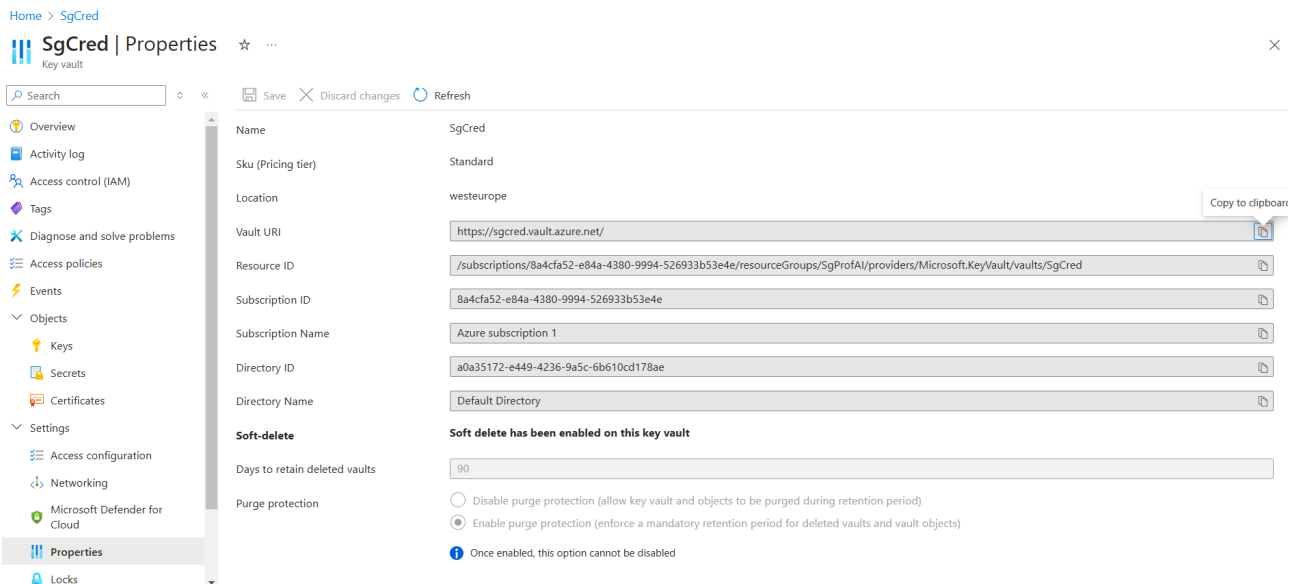 Home > SgCred
SgCred | Properties
Key vault
Search
Save Discard changes Refresh
Overview
Activity log
Access control (IAM)
Tags
Diagnose and solve problems
Access policies
Events
Objects
Keys
Secrets
Certificates
Settings
Access configuration
Networking
Microsoft Defender for
Cloud
Properties
Locks
Name SgCred
Sku (Pricing tier) Standard
Location westeurope
Copy to clipboard
Vault URI https://sgcred.vault.azure.net/
Resource ID /subscriptions/8a4cfa52-e84a-4380-9994-526933b53e4e/resourceGroups/SgProfAI/providers/Microsoft.KeyVault/vaults/SgCred
Subscription ID 8a4cfa52-e84a-4380-9994-526933b53e4e
Subscription Name Azure subscription 1
Directory ID a0a35172-e449-4236-9a5c-6b610cd178ae
Directory Name Default Directory
Soft-delete Soft delete has been enabled on this key vault
Days to retain deleted vaults 90
Purge protection Disable purge protection (allow key vault and objects to be purged during retention period)
Enable purge protection (enforce a mandatory retention period for deleted vaults and vault objects)
Once enabled, this option cannot be disabled